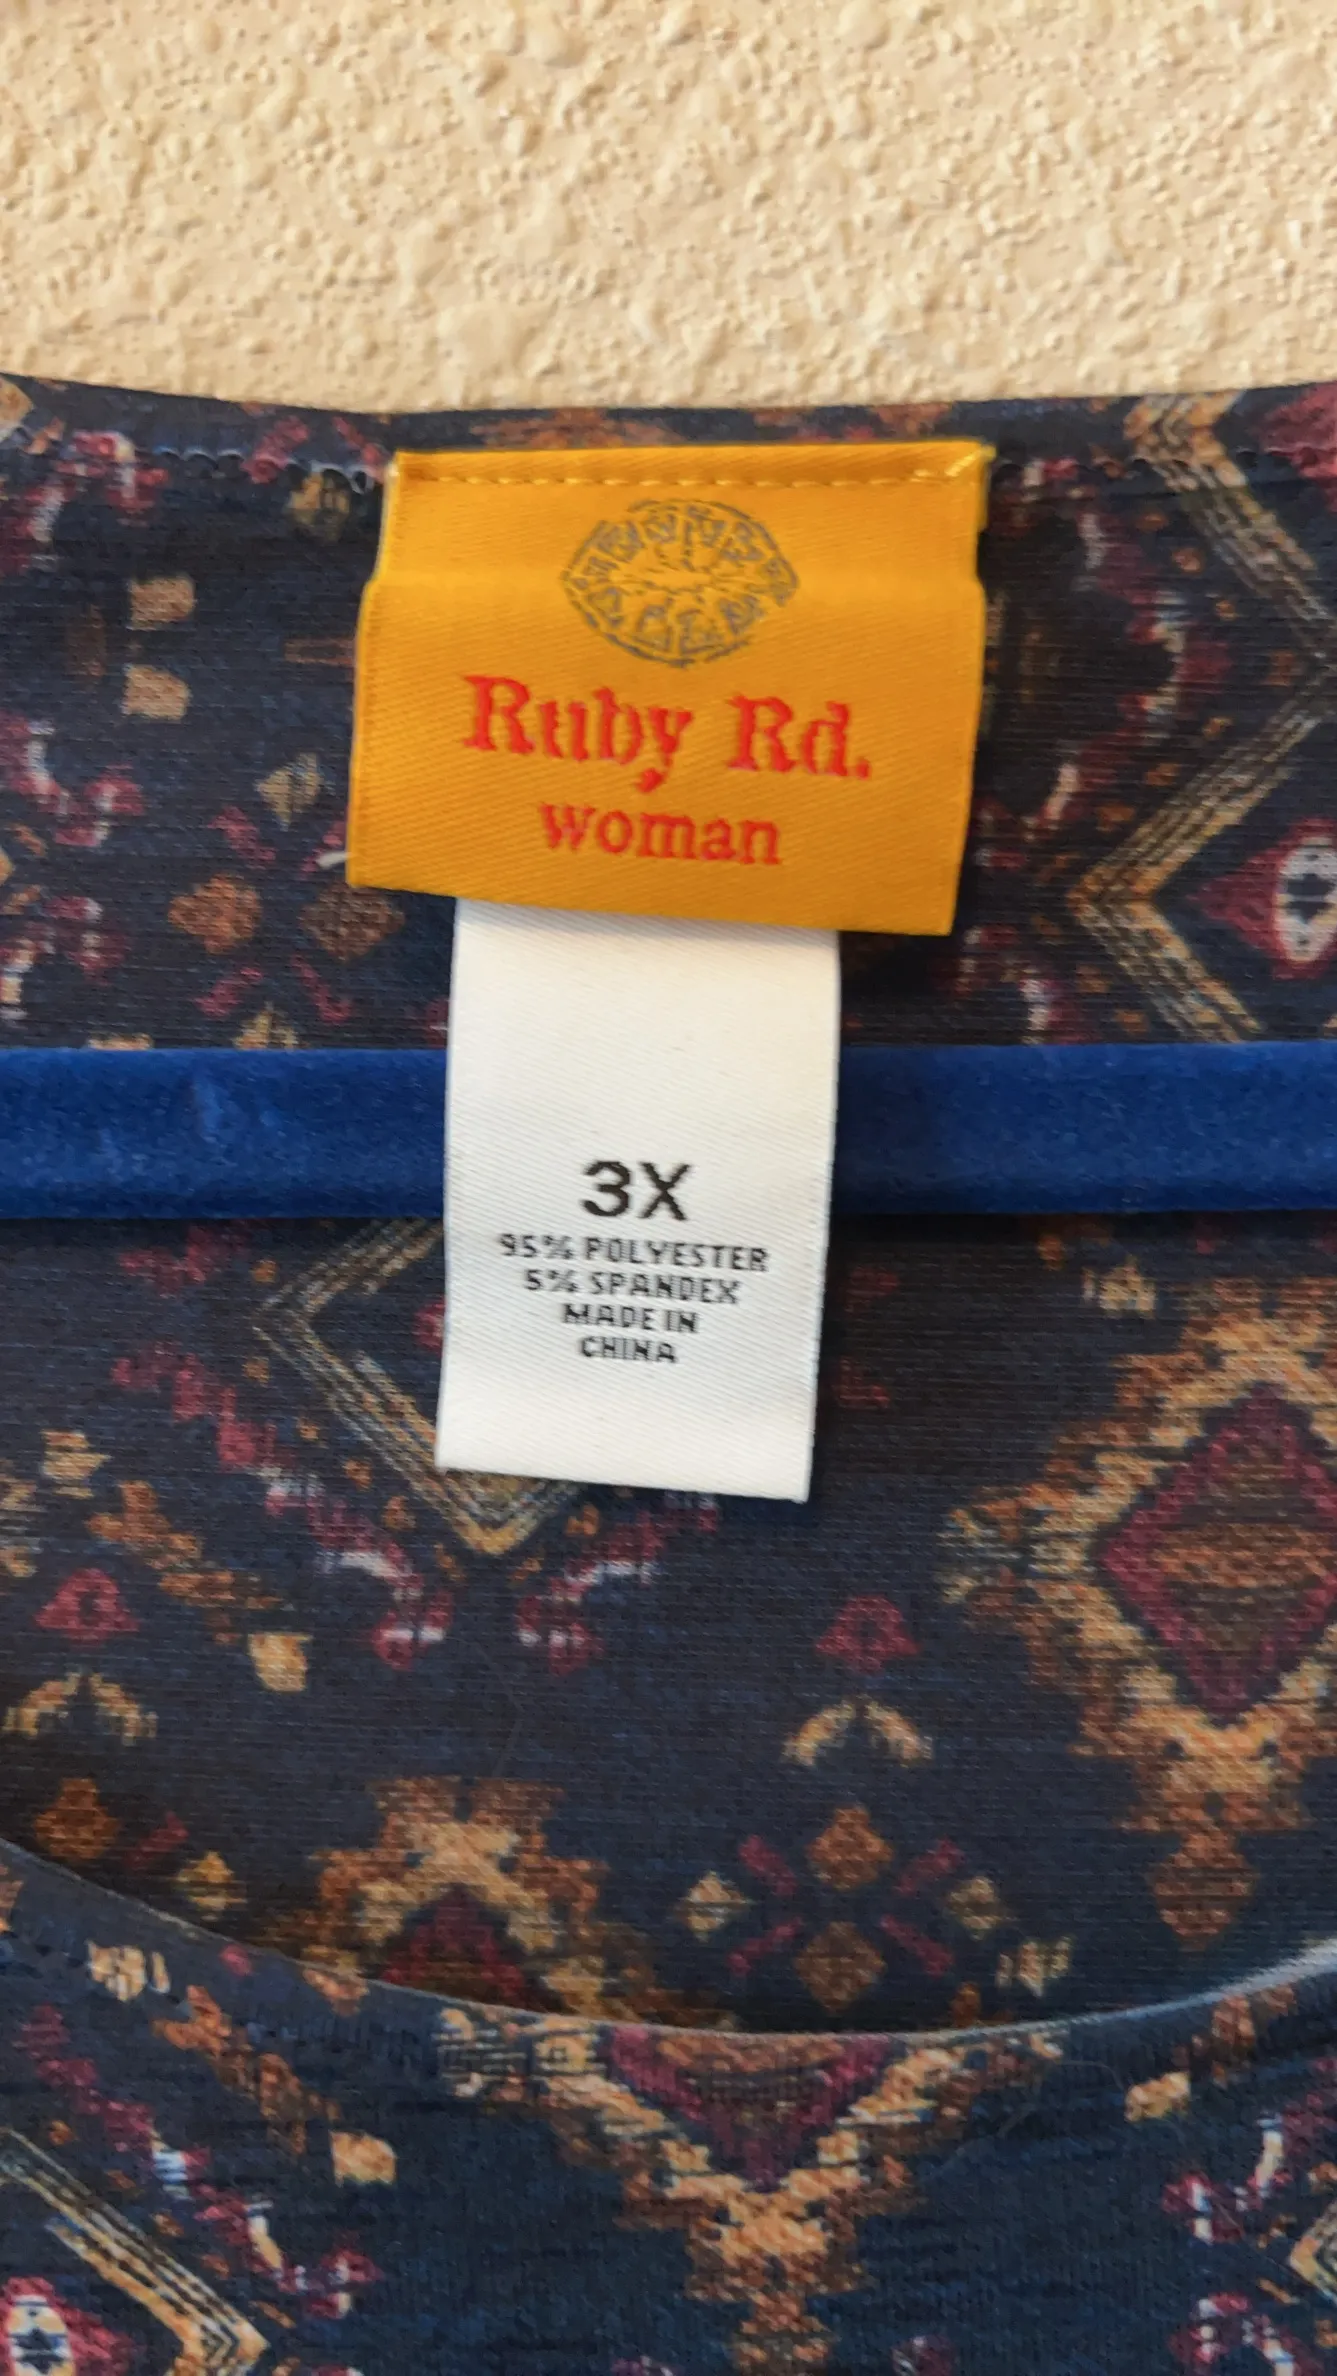 Ruby Rd.
woman
3X
95% POLYESTER
5% SPANDEX
MADE IN
CHINA